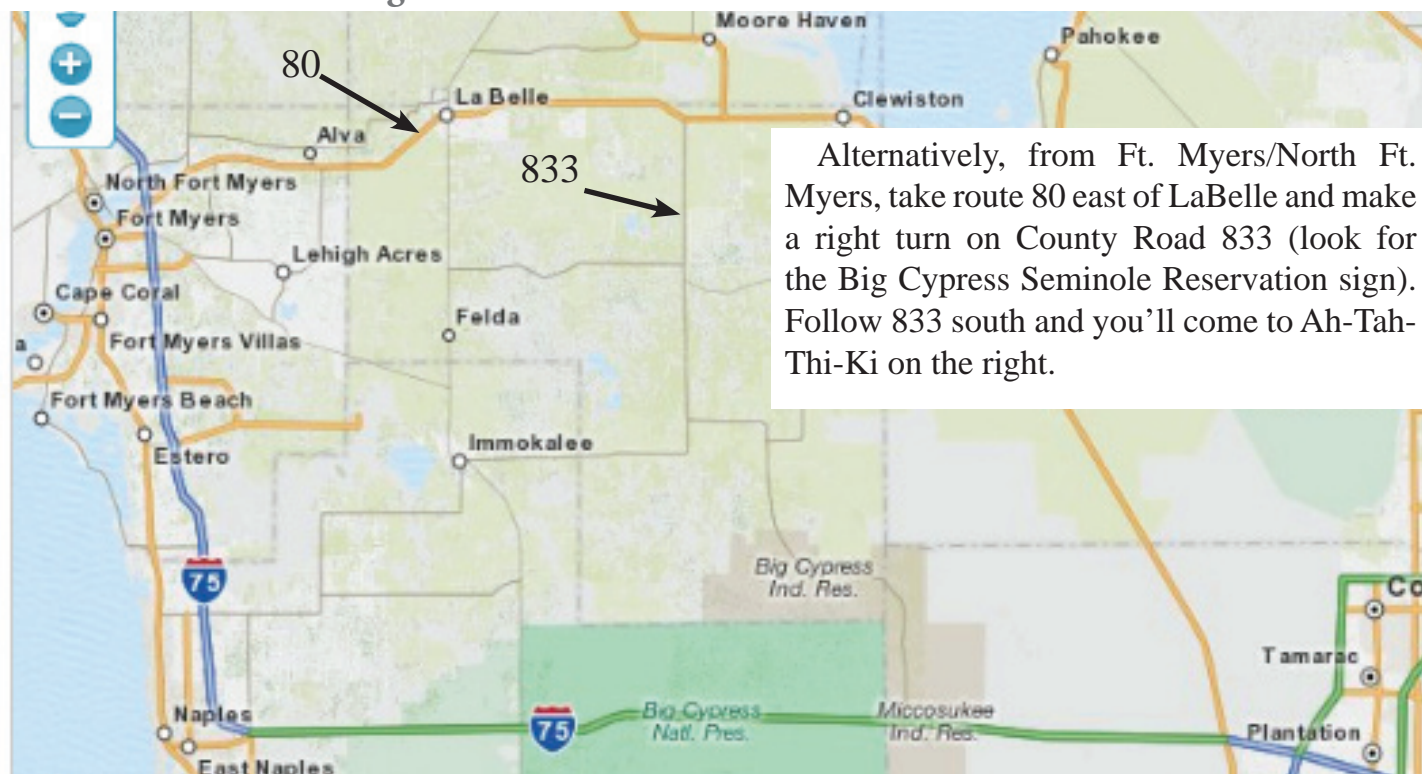 g
Moore Haven
Pahokee
80
La Belle
Clewiston
Alva
833
Alternatively, from Ft. Myers/North Ft.
Myers, take route 80 east of LaBelle and make
a right turn on County Road 833 (look for
the Big Cypress Seminole Reservation sign).
Follow 833 south and you’ll come to Ah-Tah-
Thi-Ki on the right.
North Fort Myers
Fort Myers
Lehigh Acres
Cape Coral
Felda
a
Fort Myers Villas
Fort Myers Beach
Immokalee
Estero
Big Cypress
Ind. Res.
75
Co
Tamarac
Naples
75
Big Cypress
Natl. Pres.
Miccosukee
Ind. Res.
Plantation
East Naples